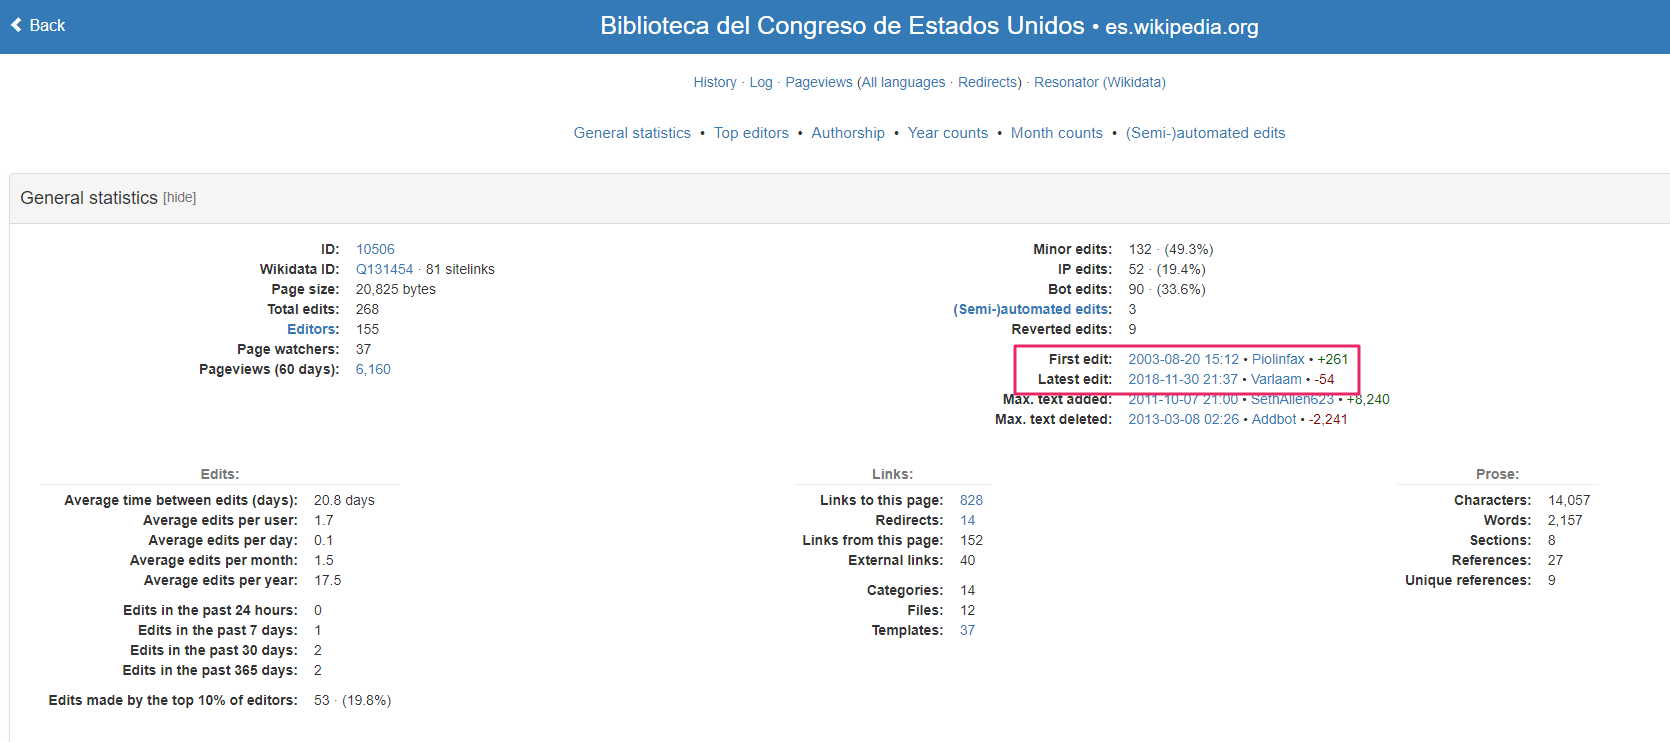 Back
Biblioteca del Congreso de Estados Unidos • es.wikipedia.org
History · Log · Pageviews (All languages · Redirects) · Resonator (Wikidata)
General statistics • Top editors • Authorship • Year counts • Month counts • (Semi-)automated edits
General statistics [hide]
ID: 10506
Wikidata ID: Q131454 · 81 sitelinks
Page size: 20,825 bytes
Total edits: 268
Editors: 155
Page watchers: 37
Pageviews (60 days): 6,160
Minor edits: 132 · (49.3%)
IP edits: 52 · (19.4%)
Bot edits: 90 · (33.6%)
(Semi-)automated edits: 3
Reverted edits: 9
First edit: 2003-08-20 15:12 • Piolinfax • +261
Latest edit: 2018-11-30 21:37 • Varlaam • -54
Max. text added: 2011-10-07 21:00 • SethAllen623 • +8,240
Max. text deleted: 2013-03-08 02:26 • Addbot • -2,241
Edits:
Average time between edits (days): 20.8 days
Average edits per user: 1.7
Average edits per day: 0.1
Average edits per month: 1.5
Average edits per year: 17.5
Edits in the past 24 hours: 0
Edits in the past 7 days: 1
Edits in the past 30 days: 2
Edits in the past 365 days: 2
Edits made by the top 10% of editors: 53 · (19.8%)
Links:
Links to this page: 828
Redirects: 14
Links from this page: 152
External links: 40
Categories: 14
Files: 12
Templates: 37
Prose:
Characters: 14,057
Words: 2,157
Sections: 8
References: 27
Unique references: 9